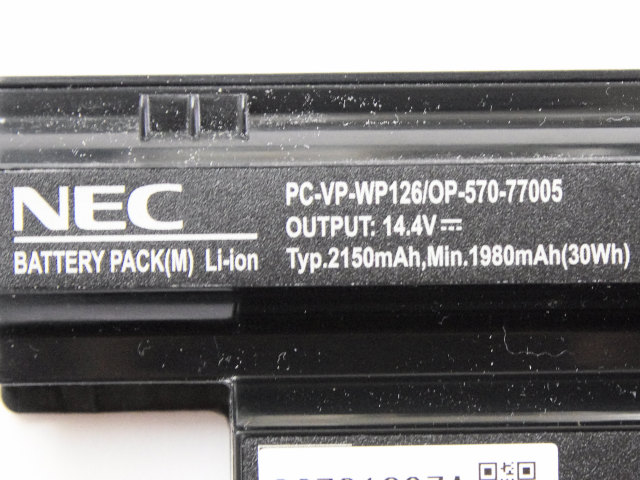 NEC
BATTERY PACK(M) Li-ion
PC-VP-WP126/OP-570-77005
OUTPUT: 14.4V⎓
Typ.2150mAh,Min.1980mAh(30Wh)